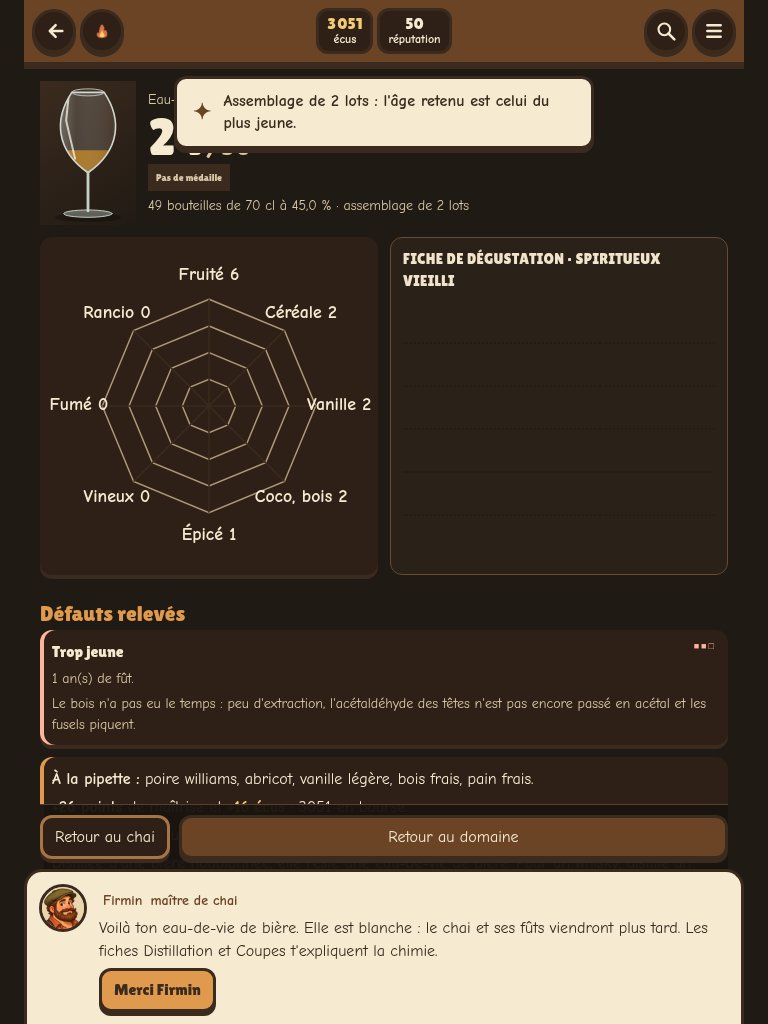 3 051
écus
50
réputation
Assemblage de 2 lots : l'âge retenu est celui du
plus jeune.
Pas de médaille
49 bouteilles de 70 cl à 45,0 % · assemblage de 2 lots
Fruité 6
Rancio 0
Céréale 2
Fumé 0
Vanille 2
Vineux 0
Coco, bois 2
Épicé 1
FICHE DE DÉGUSTATION · SPIRITUEUX
VIEILLI
Défauts relevés
Trop jeune
1 an(s) de fût.
Le bois n'a pas eu le temps : peu d'extraction, l'acétaldéhyde des têtes n'est pas encore passé en acétal et les
fusels piquent.
À la pipette : poire williams, abricot, vanille légère, bois frais, pain frais.
Retour au chai
Retour au domaine
Firmin maître de chai
Voilà ton eau-de-vie de bière. Elle est blanche : le chai et ses fûts viendront plus tard. Les
fiches Distillation et Coupes t'expliquent la chimie.
Merci Firmin